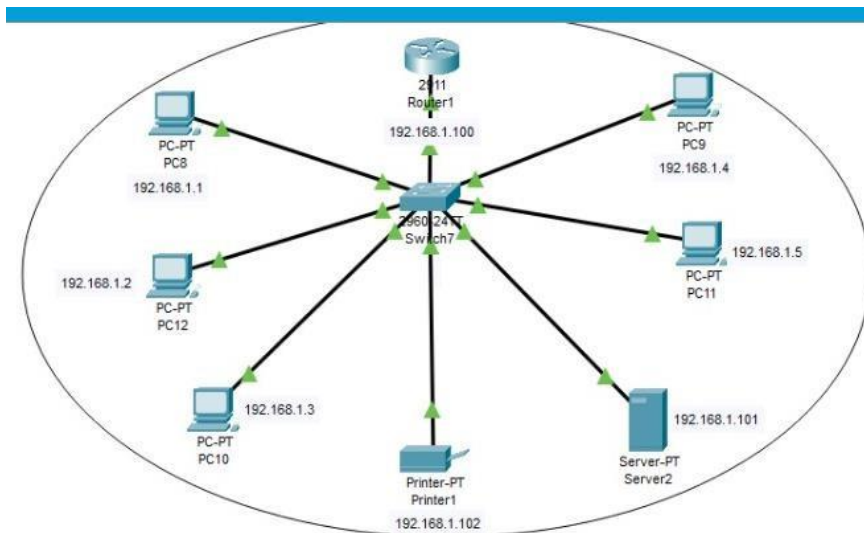 2911
Router1
192.168.1.100
PC-PT
PC8
192.168.1.1
PC-PT
PC9
192.168.1.4
2960-24TT
Switch7
192.168.1.2
PC-PT
PC12
192.168.1.5
PC-PT
PC11
192.168.1.3
PC-PT
PC10
Printer-PT
Printer1
192.168.1.102
192.168.1.101
Server-PT
Server2